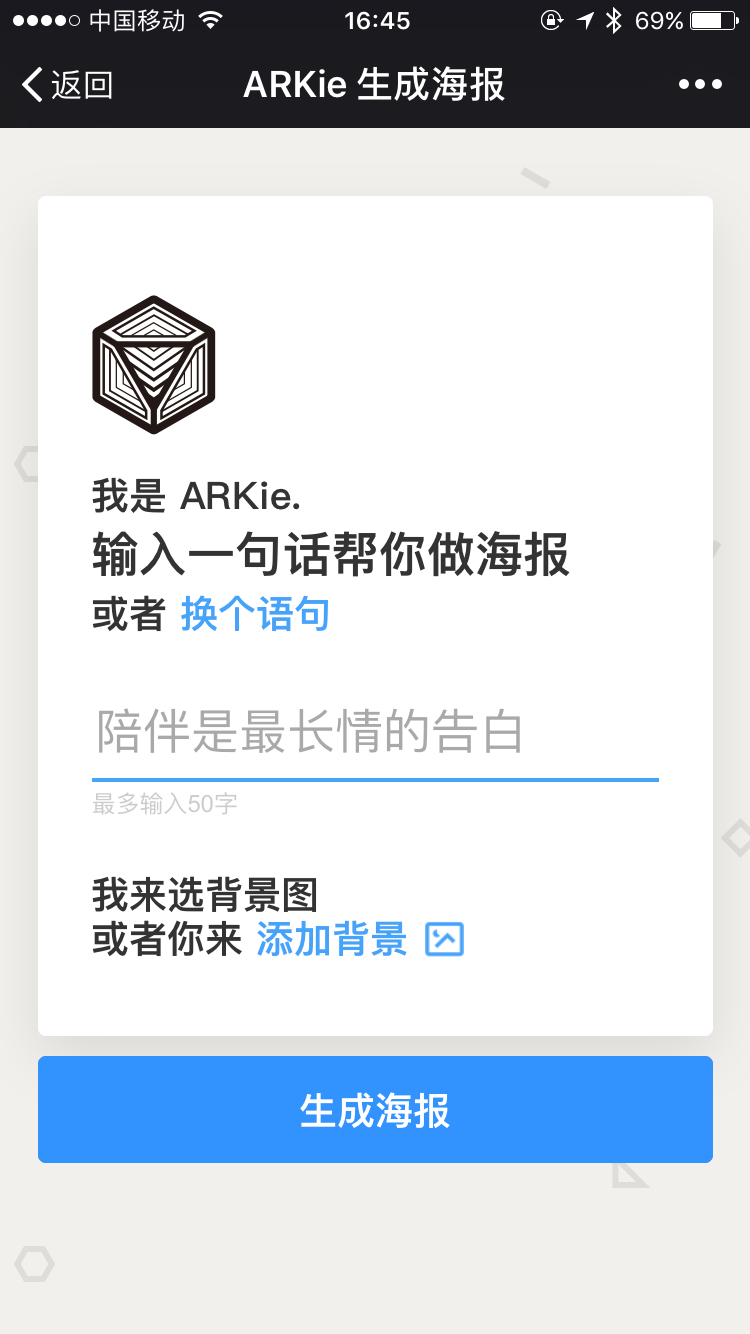 中国移动 16:45 69%
返回 ARKie 生成海报
我是 ARKie.
输入一句话帮你做海报
或者 换个语句
陪伴是最长情的告白
最多输入50字
我来选背景图
或者你来 添加背景
生成海报